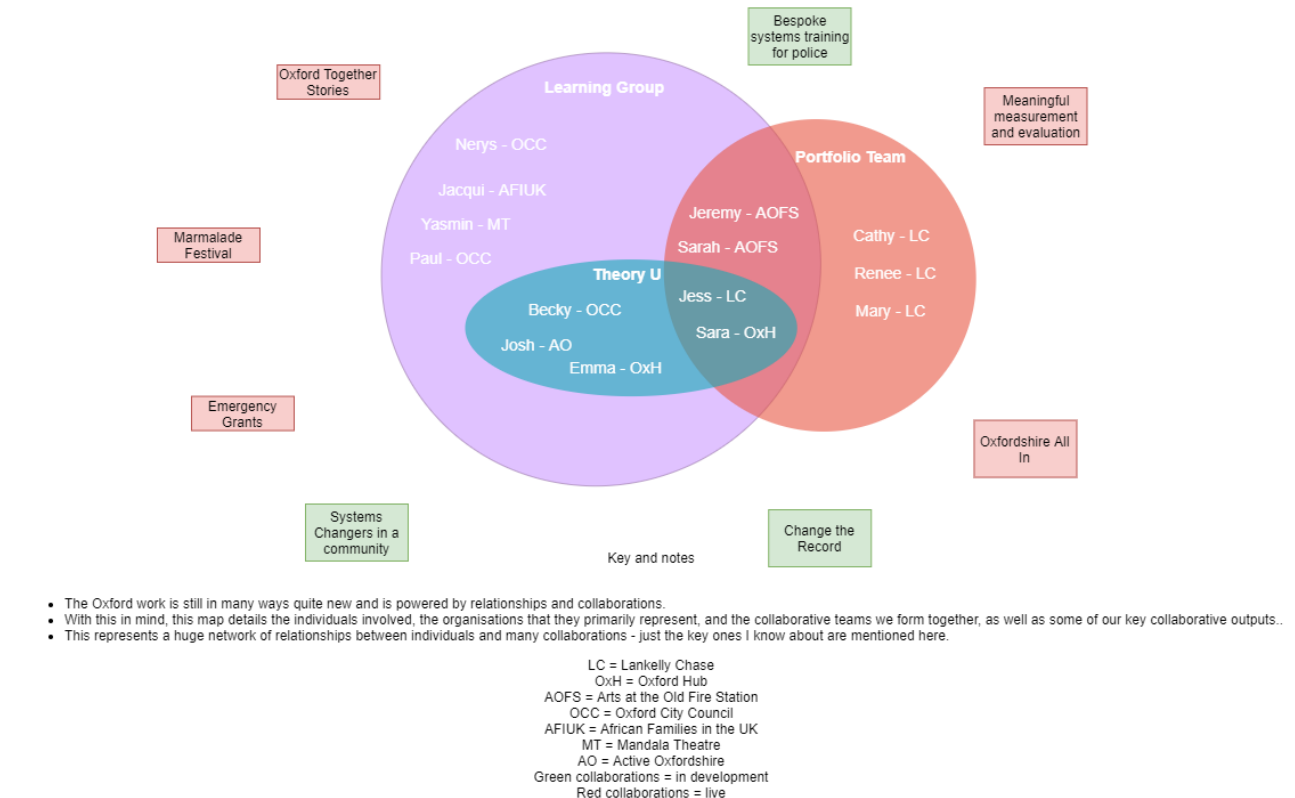 Bespoke
systems training
for police
Oxford Together
Stories
Learning Group
Meaningful
measurement
and evaluation
Nerys - OCC
Portfolio Team
Jacqui - AFIUK
Jeremy - AOFS
Yasmin - MT
Cathy - LC
Marmalade
Festival
Sarah - AOFS
Paul - OCC
Theory U
Renee - LC
Jess - LC
Becky - OCC
Mary - LC
Sara - OxH
Josh - AO
Emma - OxH
Emergency
Grants
Oxfordshire All
In
Systems
Changers in a
community
Change the
Record
Key and notes
• The Oxford work is still in many ways quite new and is powered by relationships and collaborations.
• With this in mind, this map details the individuals involved, the organisations that they primarily represent, and the collaborative teams we form together, as well as some of our key collaborative outputs..
• This represents a huge network of relationships between individuals and many collaborations - just the key ones I know about are mentioned here.
LC = Lankelly Chase
OxH = Oxford Hub
AOFS = Arts at the Old Fire Station
OCC = Oxford City Council
AFIUK = African Families in the UK
MT = Mandala Theatre
AO = Active Oxfordshire
Green collaborations = in development
Red collaborations = live